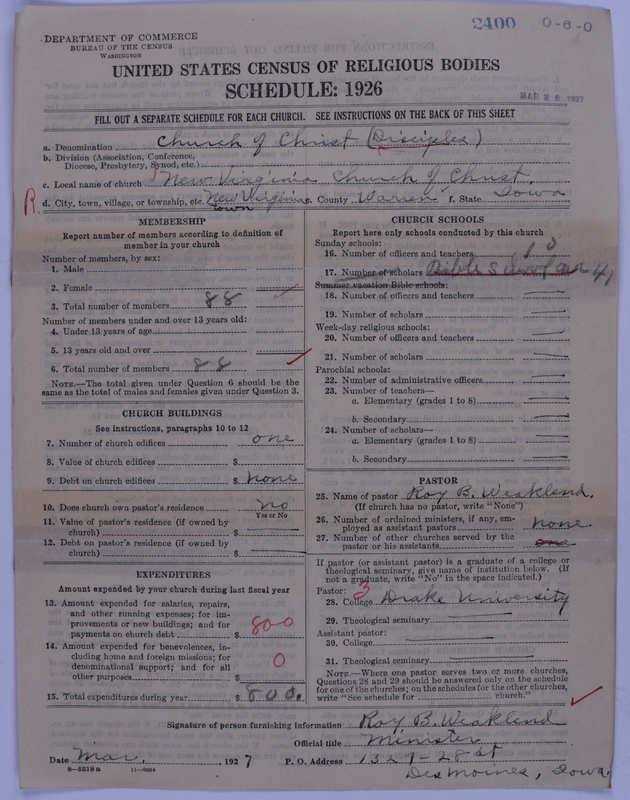 2400 0-6-0
DEPARTMENT OF COMMERCE
BUREAU OF THE CENSUS
WASHINGTON
UNITED STATES CENSUS OF RELIGIOUS BODIES
SCHEDULE: 1926
MAR 28 1927
FILL OUT A SEPARATE SCHEDULE FOR EACH CHURCH. SEE INSTRUCTIONS ON THE BACK OF THIS SHEET
a. Denomination Church of Christ (Disciples)
b. Division (Association, Conference,
Diocese, Presbytery, Synod, etc.)
c. Local name of church New Virginia Church of Christ.
R. d. City, town, village, or township, etc. New Virginia e. County Warren f. State Iowa
town
MEMBERSHIP
Report number of members according to definition of
member in your church
Number of members, by sex:
1. Male
2. Female
3. Total number of members 88
Number of members under and over 13 years old:
4. Under 13 years of age
5. 13 years old and over
6. Total number of members 88
NOTE.—The total given under Question 6 should be the
same as the total of males and females given under Question 3.
CHURCH BUILDINGS
See instructions, paragraphs 10 to 12
7. Number of church edifices one
8. Value of church edifices $
9. Debt on church edifices $ none
10. Does church own pastor's residence no
Yes or No
11. Value of pastor's residence (if owned by
church) $
12. Debt on pastor's residence (if owned by
church) $
EXPENDITURES
Amount expended by your church during last fiscal year
13. Amount expended for salaries, repairs,
and other running expenses; for im-
provements or new buildings; and for
payments on church debt $ 800
14. Amount expended for benevolences, in-
cluding home and foreign missions; for
denominational support; and for all
other purposes $ 0
15. Total expenditures during year $ 800.
CHURCH SCHOOLS
Report here only schools conducted by this church
Sunday schools:
16. Number of officers and teachers
17. Number of scholars Bible School 41
Summer vacation Bible schools:
18. Number of officers and teachers
19. Number of scholars
Week-day religious schools:
20. Number of officers and teachers
21. Number of scholars
Parochial schools:
22. Number of administrative officers
23. Number of teachers—
a. Elementary (grades 1 to 8)
b. Secondary
24. Number of scholars—
a. Elementary (grades 1 to 8)
b. Secondary
PASTOR
25. Name of pastor Roy B. Weaklend.
(If church has no pastor, write "None")
26. Number of ordained ministers, if any, em-
ployed as assistant pastors none.
27. Number of other churches served by the
pastor or his assistants one
If pastor (or assistant pastor) is a graduate of a college or
theological seminary, give name of institution below. (If
not a graduate, write "No" in the space indicated.)
Pastor: 3
28. College Drake University
29. Theological seminary
Assistant pastor:
30. College
31. Theological seminary
NOTE.—Where one pastor serves two or more churches,
Questions 28 and 29 should be answered only on the schedule
for one of the churches; on the schedules for the other churches,
write "See schedule for church."
Signature of person furnishing information Roy B. Weaklend
Official title Minister
Date Mar. 1927 P. O. Address 1329-28 st
Des Moines, Iowa.
8-5518 a 11-9064